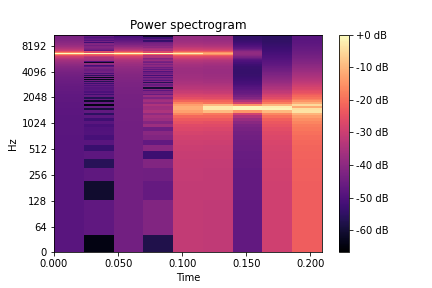 Power spectrogram
8192
4096
2048
1024
512
256
128
64
0
Hz
0.000 0.050 0.100 0.150 0.200
Time
+0 dB
-10 dB
-20 dB
-30 dB
-40 dB
-50 dB
-60 dB